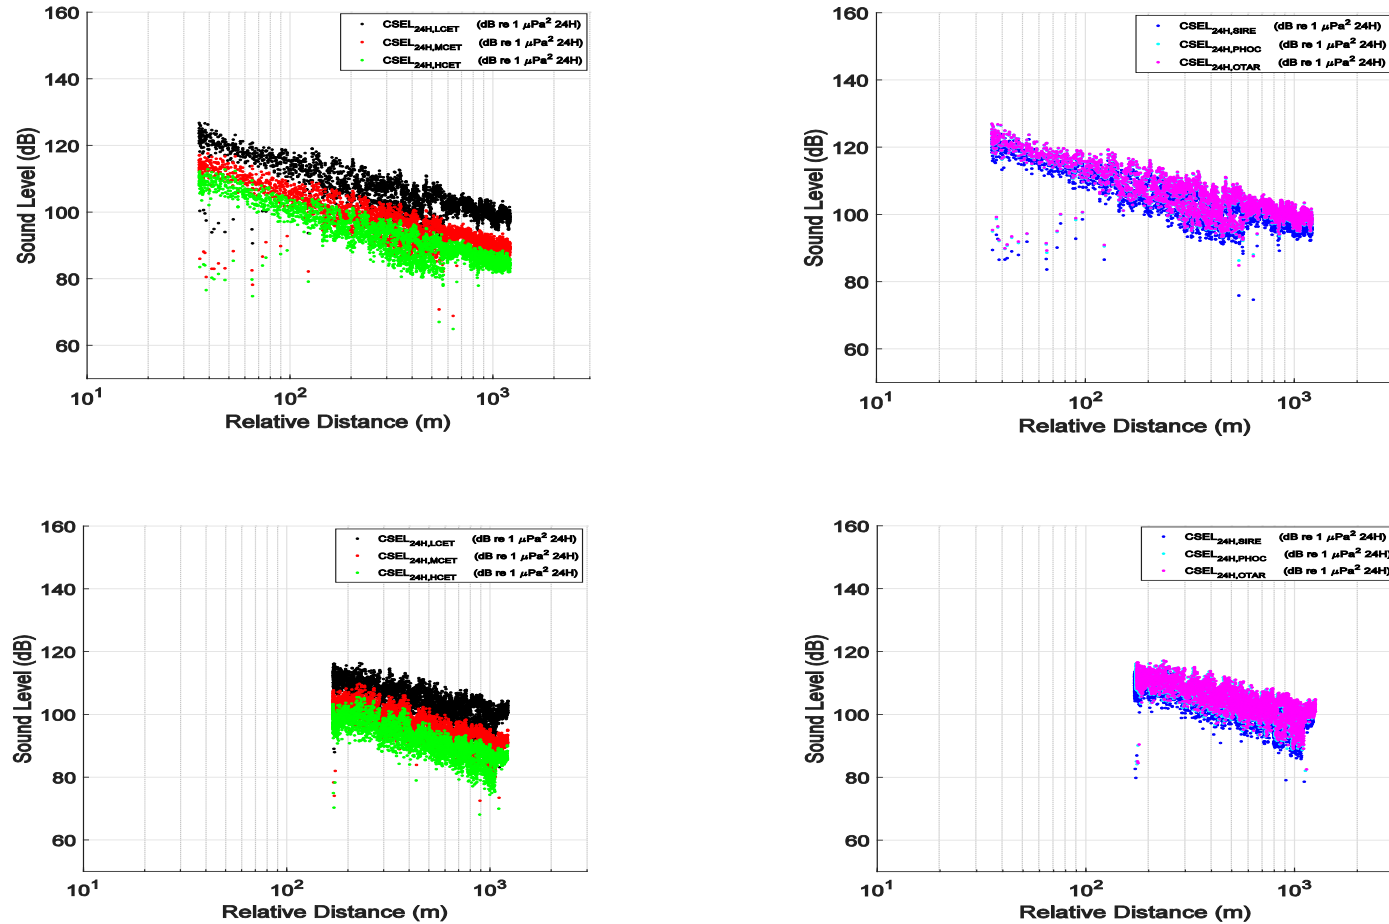 160
140
120
100
80
60
Sound Level (dB)
CSEL24H,LCET (dB re 1 μPa² 24H)
CSEL24H,MCET (dB re 1 μPa² 24H)
CSEL24H,HCET (dB re 1 μPa² 24H)
10¹ 10² 10³
Relative Distance (m)
160
140
120
100
80
60
Sound Level (dB)
CSEL24H,SIRE (dB re 1 μPa² 24H)
CSEL24H,PHOC (dB re 1 μPa² 24H)
CSEL24H,OTAR (dB re 1 μPa² 24H)
10¹ 10² 10³
Relative Distance (m)
160
140
120
100
80
60
Sound Level (dB)
CSEL24H,LCET (dB re 1 μPa² 24H)
CSEL24H,MCET (dB re 1 μPa² 24H)
CSEL24H,HCET (dB re 1 μPa² 24H)
10¹ 10² 10³
Relative Distance (m)
160
140
120
100
80
60
Sound Level (dB)
CSEL24H,SIRE (dB re 1 μPa² 24H)
CSEL24H,PHOC (dB re 1 μPa² 24H)
CSEL24H,OTAR (dB re 1 μPa² 24H)
10¹ 10² 10³
Relative Distance (m)